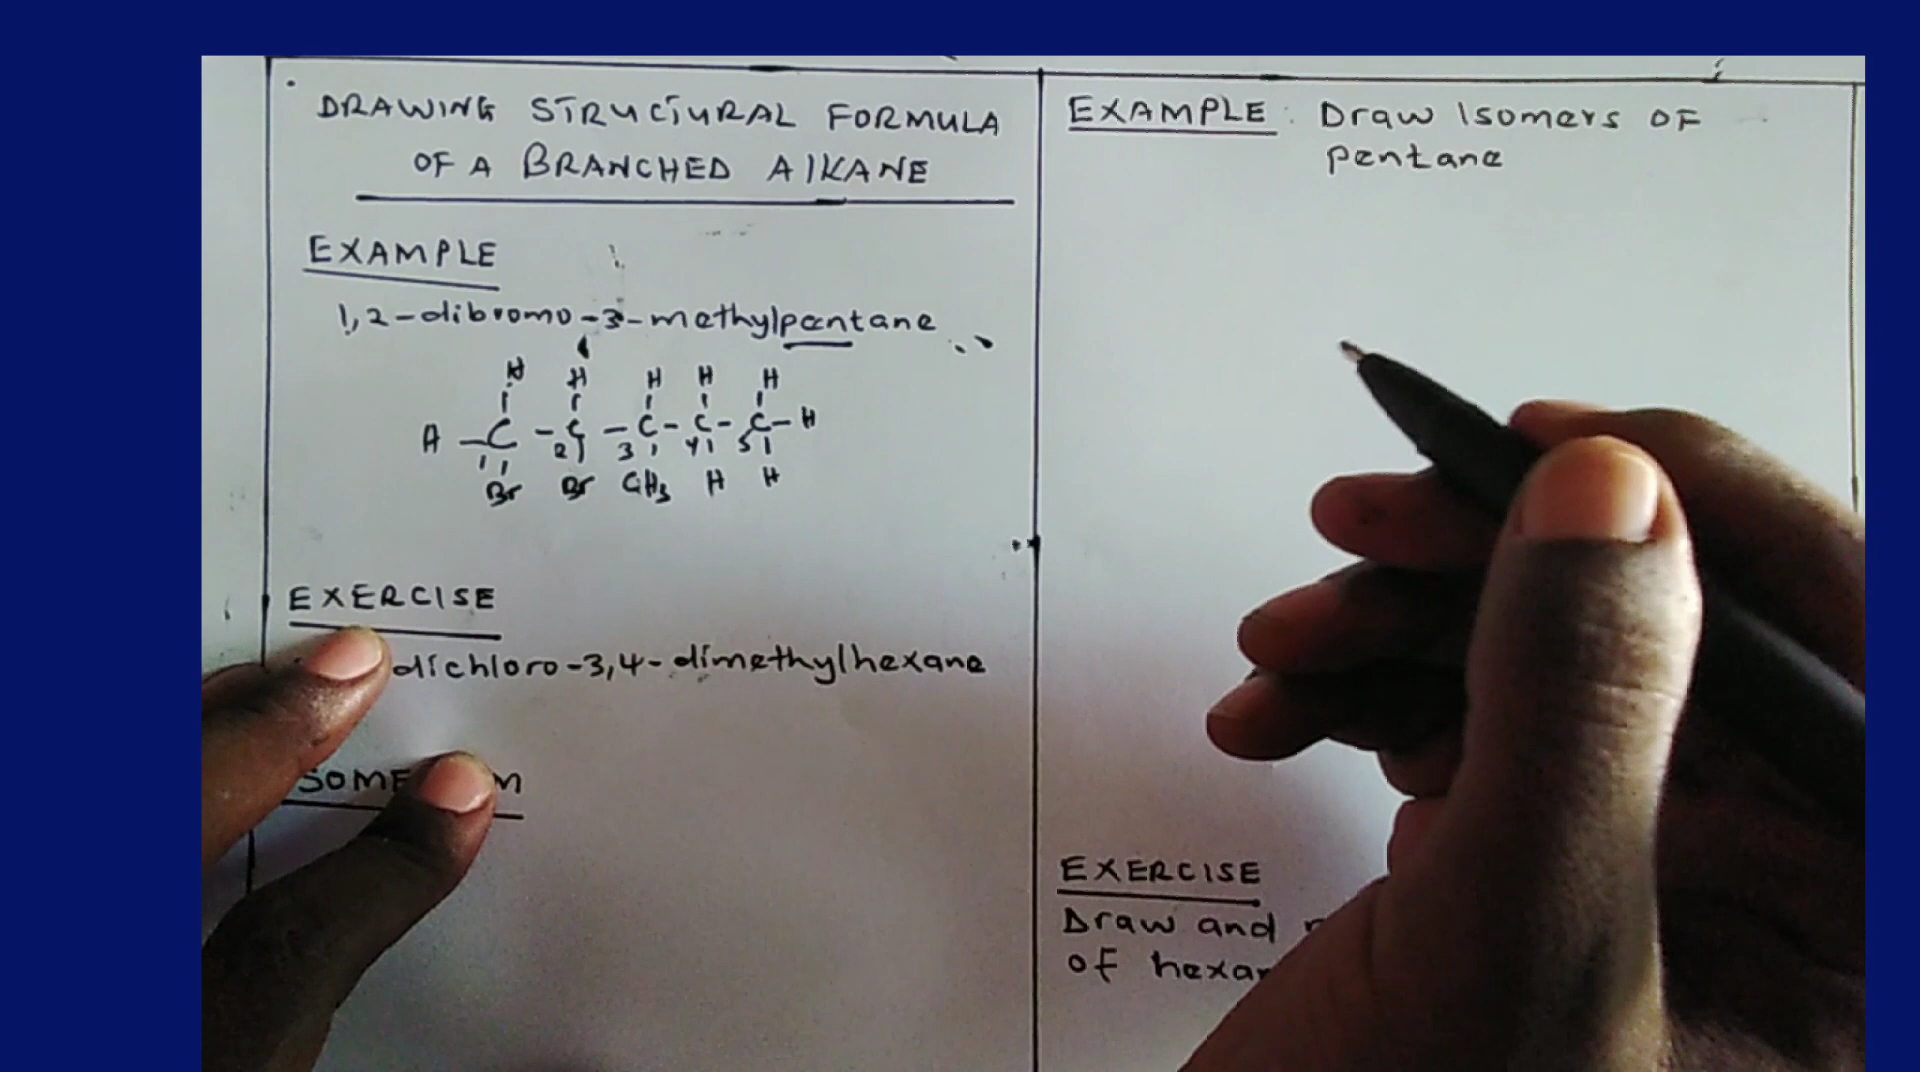 DRAWING STRUCTURAL FORMULA
OF A BRANCHED AlKANE
EXAMPLE
1,2-dibromo-3-methylpentane
H H H H H
H - C - C - C - C - C - H
1 2 3 4 5
Br Br CH3 H H
EXERCISE
dichloro-3,4-dimethylhexane
EXAMPLE: Draw Isomers OF
pentane
EXERCISE
Draw and
of